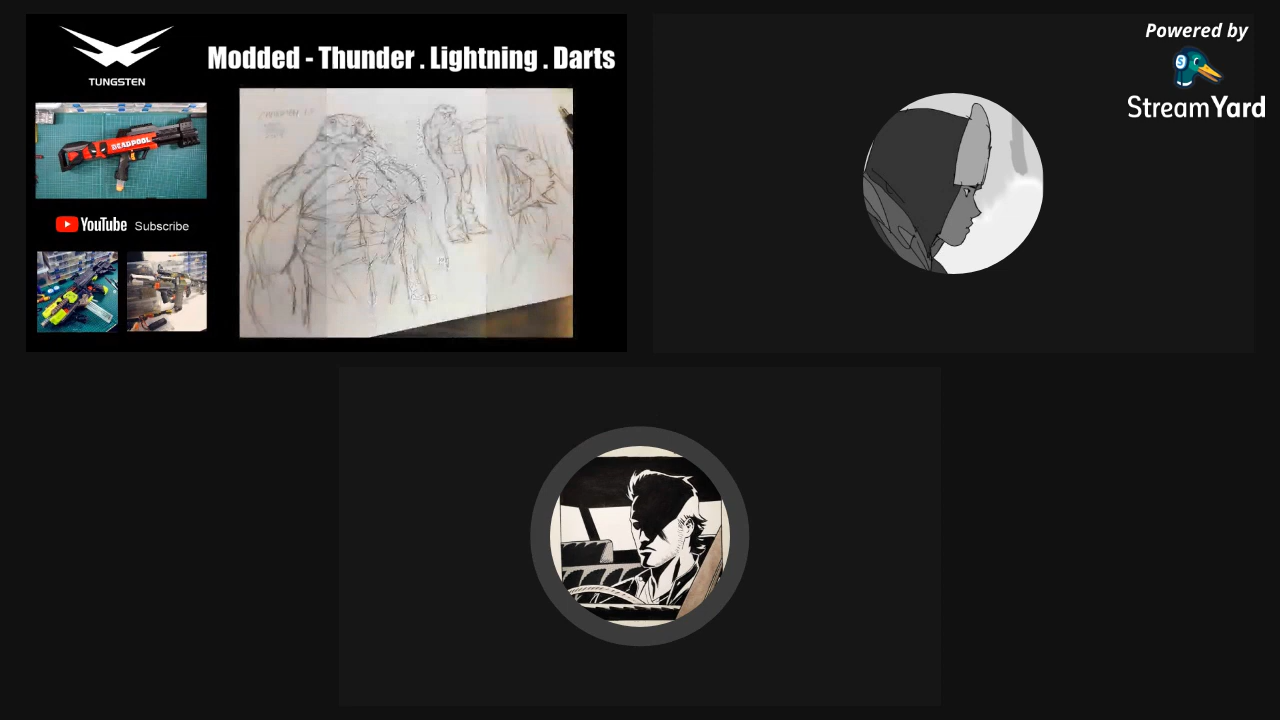 TUNGSTEN
Modded - Thunder . Lightning . Darts
DEADPOOL
YouTube Subscribe
Powered by
StreamYard